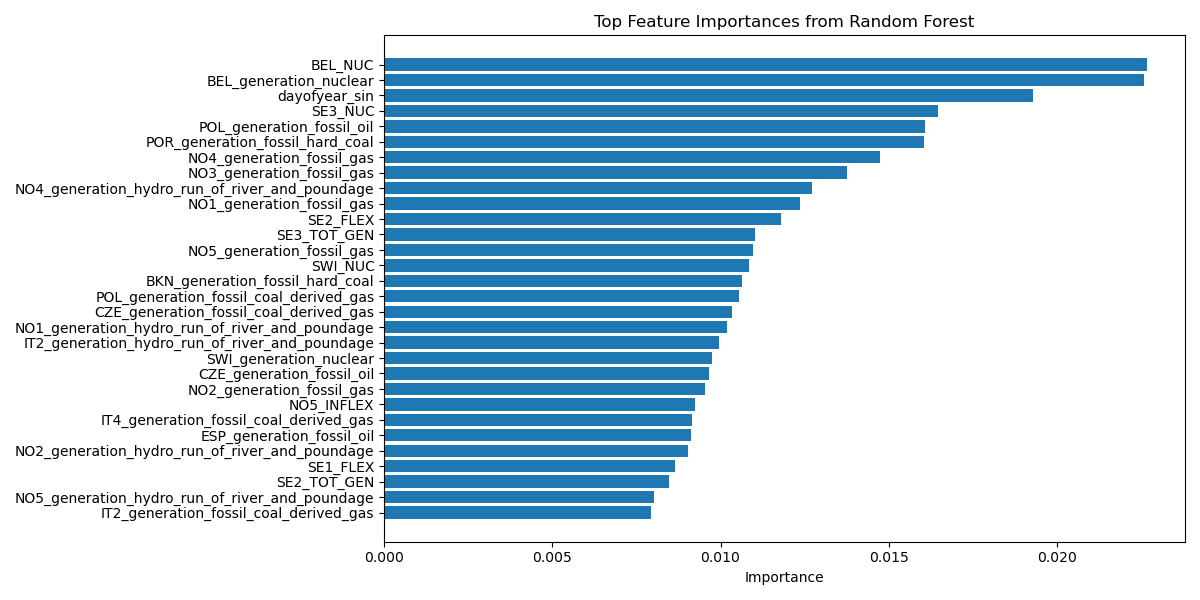 Top Feature Importances from Random Forest
BEL_NUC
BEL_generation_nuclear
dayofyear_sin
SE3_NUC
POL_generation_fossil_oil
POR_generation_fossil_hard_coal
NO4_generation_fossil_gas
NO3_generation_fossil_gas
NO4_generation_hydro_run_of_river_and_poundage
NO1_generation_fossil_gas
SE2_FLEX
SE3_TOT_GEN
NO5_generation_fossil_gas
SWI_NUC
BKN_generation_fossil_hard_coal
POL_generation_fossil_coal_derived_gas
CZE_generation_fossil_coal_derived_gas
NO1_generation_hydro_run_of_river_and_poundage
IT2_generation_hydro_run_of_river_and_poundage
SWI_generation_nuclear
CZE_generation_fossil_oil
NO2_generation_fossil_gas
NO5_INFLEX
IT4_generation_fossil_coal_derived_gas
ESP_generation_fossil_oil
NO2_generation_hydro_run_of_river_and_poundage
SE1_FLEX
SE2_TOT_GEN
NO5_generation_hydro_run_of_river_and_poundage
IT2_generation_fossil_coal_derived_gas
0.000 0.005 0.010 0.015 0.020
Importance